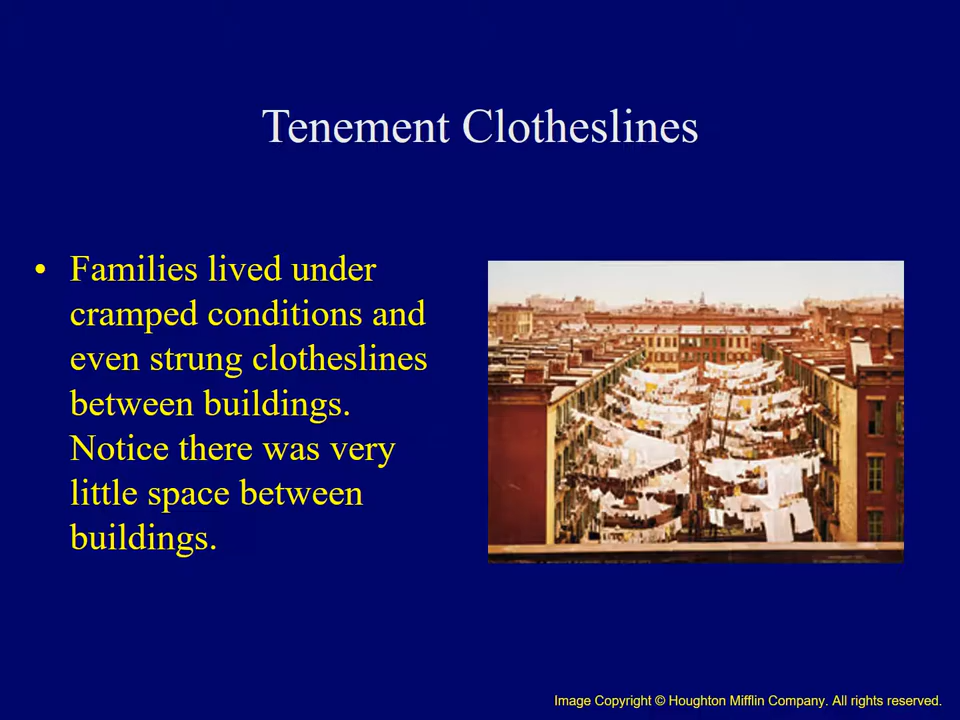 Tenement Clotheslines
• Families lived under
cramped conditions and
even strung clotheslines
between buildings.
Notice there was very
little space between
buildings.
Image Copyright © Houghton Mifflin Company. All rights reserved.